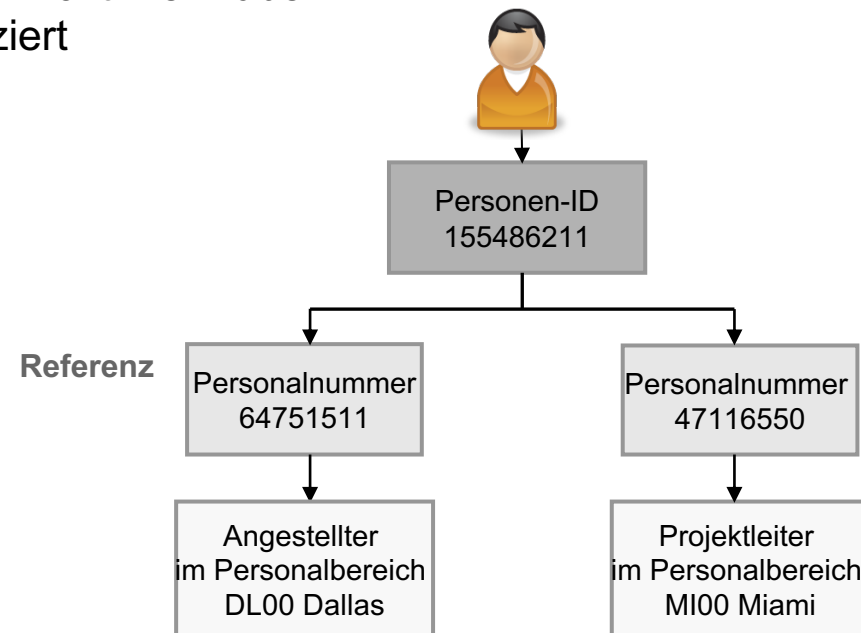 ziert
Personen-ID
155486211
Referenz
Personalnummer
64751511
Personalnummer
47116550
Angestellter
im Personalbereich
DL00 Dallas
Projektleiter
im Personalbereich
MI00 Miami